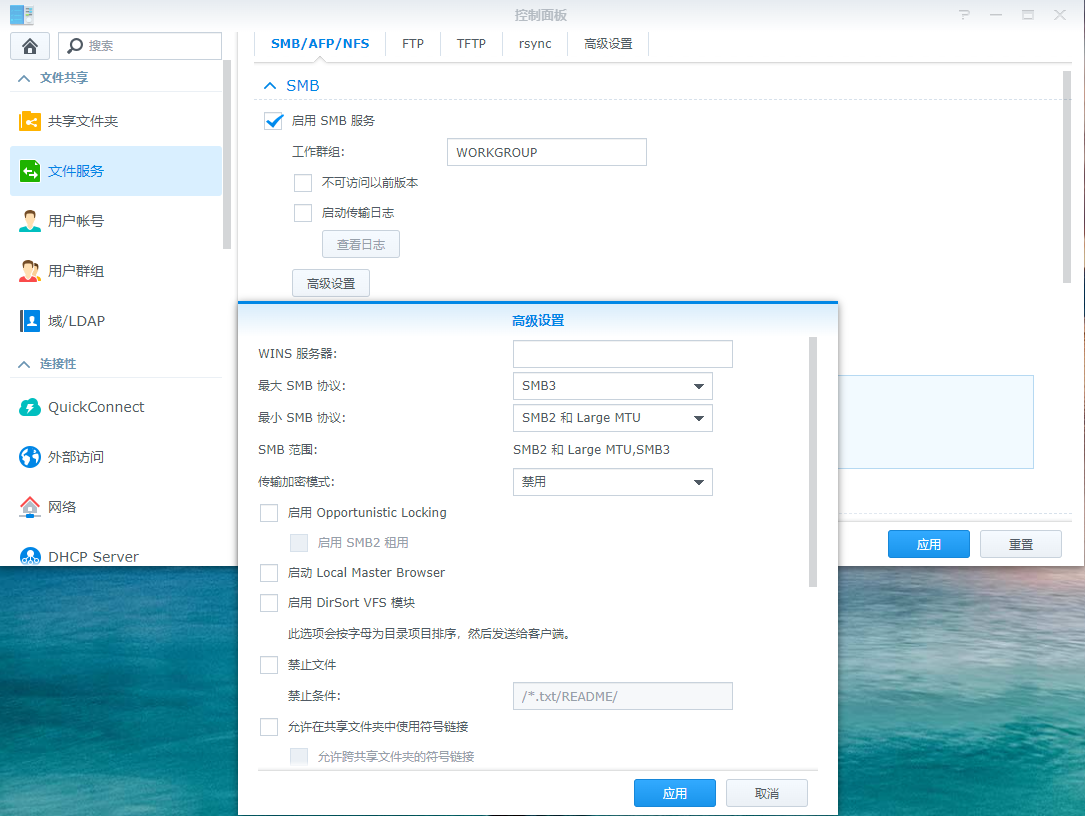 控制面板
搜索
文件共享
共享文件夹
文件服务
用户帐号
用户群组
域/LDAP
连接性
QuickConnect
外部访问
网络
DHCP Server
SMB/AFP/NFS FTP TFTP rsync 高级设置
SMB
启用 SMB 服务
工作群组: WORKGROUP
不可访问以前版本
启动传输日志
查看日志
高级设置
应用 重置
高级设置
WINS 服务器:
最大 SMB 协议: SMB3
最小 SMB 协议: SMB2 和 Large MTU
SMB 范围: SMB2 和 Large MTU,SMB3
传输加密模式: 禁用
启用 Opportunistic Locking
启用 SMB2 租用
启动 Local Master Browser
启用 DirSort VFS 模块
此选项会按字母为目录项目排序，然后发送给客户端。
禁止文件
禁止条件: /*.txt/README/
允许在共享文件夹中使用符号链接
允许跨共享文件夹的符号链接
应用 取消